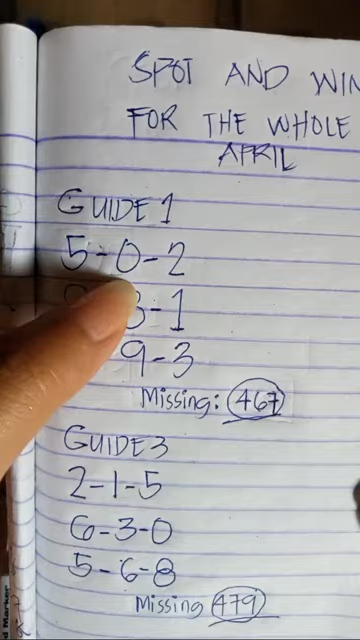 SPOT AND WIN
FOR THE WHOLE
APRIL
GUIDE 1
5-0-2
-1
9-3
Missing: 467
GUIDE 3
2-1-5
6-3-0
5-6-8
Missing 479